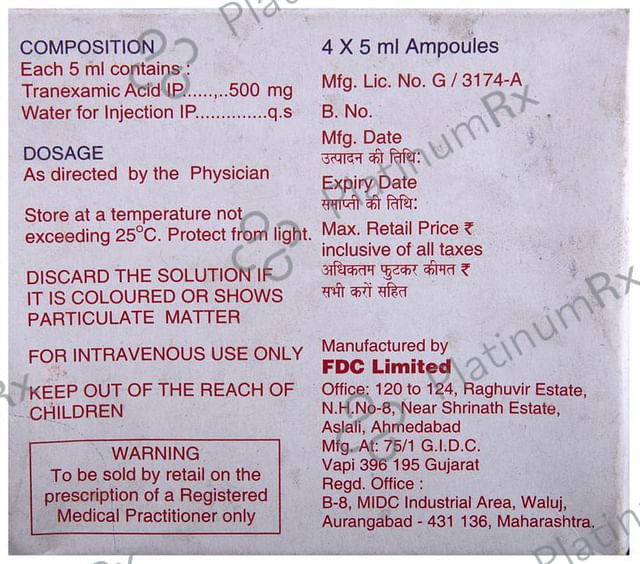 COMPOSITION
Each 5 ml contains :
Tranexamic Acid IP.....,..500 mg
Water for Injection IP..............q.s
DOSAGE
As directed by the Physician
Store at a temperature not
exceeding 25°C. Protect from light.
DISCARD THE SOLUTION IF
IT IS COLOURED OR SHOWS
PARTICULATE MATTER
FOR INTRAVENOUS USE ONLY
KEEP OUT OF THE REACH OF
CHILDREN
WARNING
To be sold by retail on the
prescription of a Registered
Medical Practitioner only
4 X 5 ml Ampoules
Mfg. Lic. No. G / 3174-A
B. No.
Mfg. Date
उत्पादन की तिथि:
Expiry Date
समाप्ती की तिथि:
Max. Retail Price ₹
inclusive of all taxes
अधिकतम फुटकर कीमत ₹
सभी करों सहित
Manufactured by
FDC Limited
Office: 120 to 124, Raghuvir Estate,
N.H.No-8, Near Shrinath Estate,
Aslali, Ahmedabad
Mfg. At: 75/1 G.I.D.C.
Vapi 396 195 Gujarat
Regd. Office :
B-8, MIDC Industrial Area, Waluj,
Aurangabad - 431 136, Maharashtra.
PlatinumRx
PlatinumRx
PlatinumRx